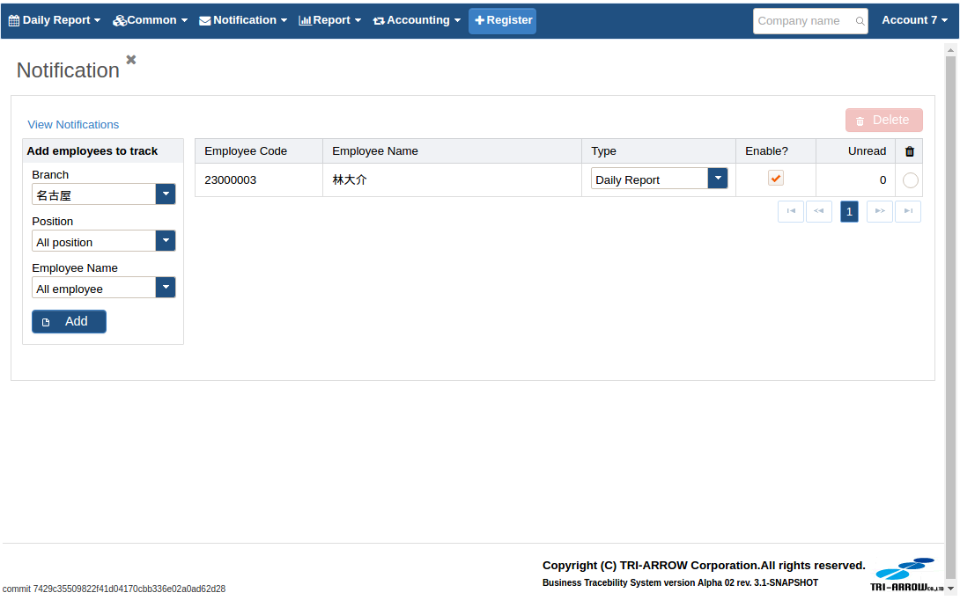 Daily Report Common Notification Report Accounting Register Company name Account 7
Notification
View Notifications
Delete
Add employees to track
Branch
名古屋
Position
All position
Employee Name
All employee
Add
Employee Code Employee Name Type Enable? Unread
23000003 林大介 Daily Report 0
1
Copyright (C) TRI-ARROW Corporation.All rights reserved.
Business Tracebility System version Alpha 02 rev. 3.1-SNAPSHOT
TRI-ARROW
commit 7429c35509822f41d04170cbb336e02a0ad62d28